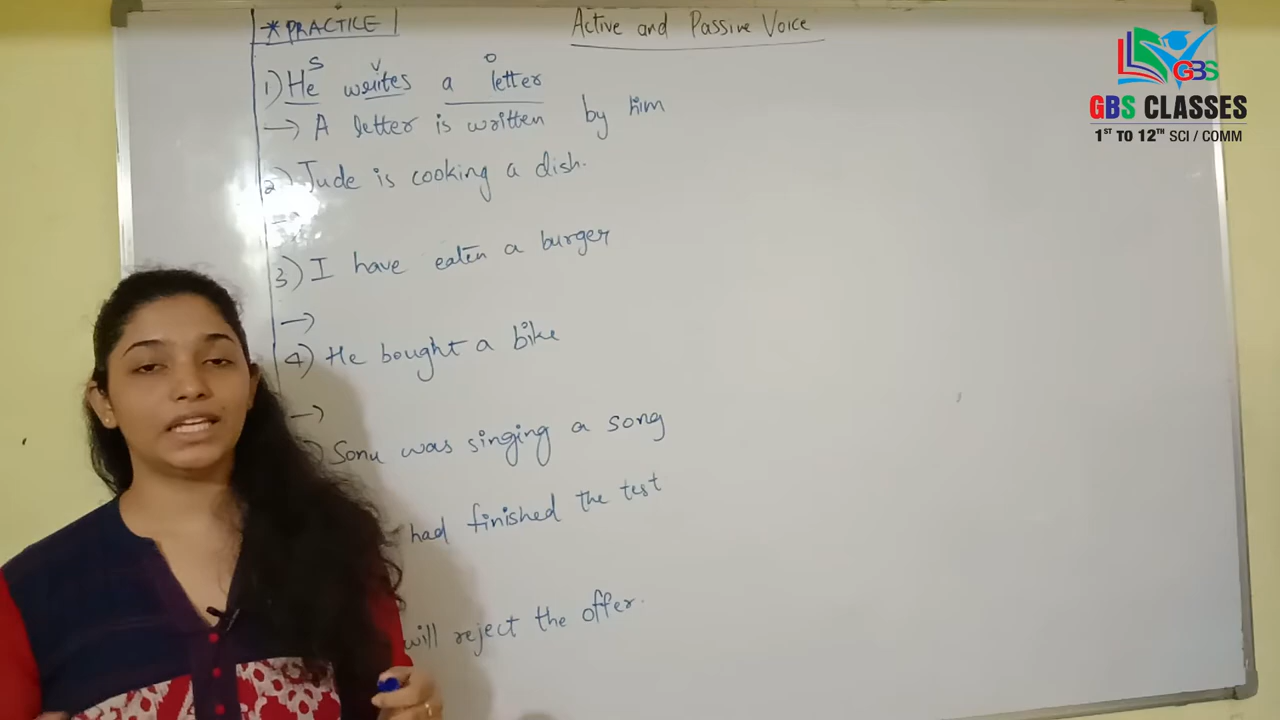 *PRACTICE
Active and Passive Voice
S V O
1) He writes a letter
→ A letter is written by him
2) Jude is cooking a dish.
→
3) I have eaten a burger
→
4) He bought a bike
→
) Sonu was singing a song
had finished the test
will reject the offer.
GBS
GBS CLASSES
1ST TO 12TH SCI / COMM